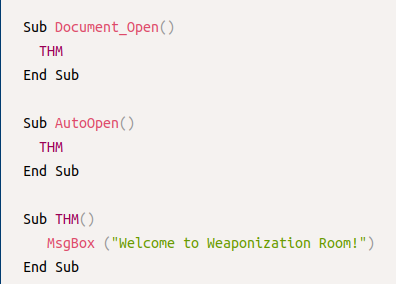 Sub Document_Open()
  THM
End Sub

Sub AutoOpen()
  THM
End Sub

Sub THM()
   MsgBox ("Welcome to Weaponization Room!")
End Sub